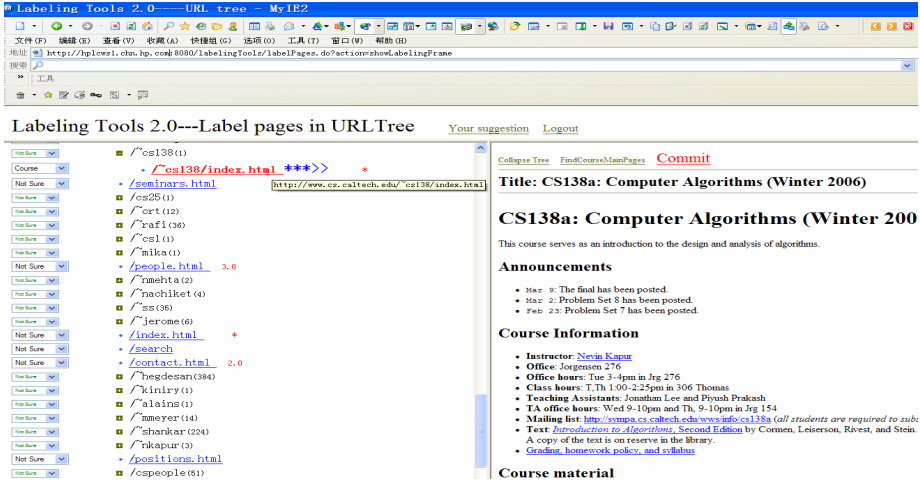 Labeling Tools 2.0----URL tree - MyIE2
文件(F) 编辑(E) 查看(V) 收藏(A) 快捷组(G) 选项(O) 工具(T) 窗口(W) 帮助(H)
地址 http://hplcws1.chn.hp.com:8080/labelingTools/labelPages.do?action=showLabelingFrame
搜索
» 工具
Labeling Tools 2.0---Label pages in URLTree Your suggestion Logout
Not Sure /~cs138(1)
Course /~cs138/index.html ***>> *
Not Sure /seminars.html
http://www.cs.caltech.edu/~cs138/index.html
Not Sure /cs25(1)
Not Sure /~crt(12)
Not Sure /~rafi(36)
Not Sure /~csl(1)
Not Sure /~mika(1)
Not Sure /people.html 3.0
Not Sure /~nmehta(2)
Not Sure /~nachiket(4)
Not Sure /~ss(35)
Not Sure /~jerome(6)
Not Sure /index.html *
Not Sure /search
Not Sure /contact.html 2.0
Not Sure /~hegdesan(384)
Not Sure /~kiniry(1)
Not Sure /~alains(1)
Not Sure /~mmeyer(14)
Not Sure /~shankar(224)
Not Sure /~nkapur(3)
Not Sure /positions.html
Not Sure /cspeople(51)
Collapse Tree FindCourseMainPages Commit
Title: CS138a: Computer Algorithms (Winter 2006)
CS138a: Computer Algorithms (Winter 200
This course serves as an introduction to the design and analysis of algorithms.
Announcements
• Mar 9: The final has been posted.
• Mar 2: Problem Set 8 has been posted.
• Feb 23: Problem Set 7 has been posted.
Course Information
• Instructor: Nevin Kapur
• Office: Jorgensen 276
• Office hours: Tue 3-4pm in Jrg 276
• Class hours: T,Th 1:00-2:25pm in 306 Thomas
• Teaching Assistants: Jonathan Lee and Piyush Prakash
• TA office hours: Wed 9-10pm and Th, 9-10pm in Jrg 154
• Mailing list: http://sympa.cs.caltech.edu/wws/info/cs138a (all students are required to subs
• Text: Introduction to Algorithms, Second Edition by Cormen, Leiserson, Rivest, and Stein.
A copy of the text is on reserve in the library.
• Grading, homework policy, and syllabus
Course material